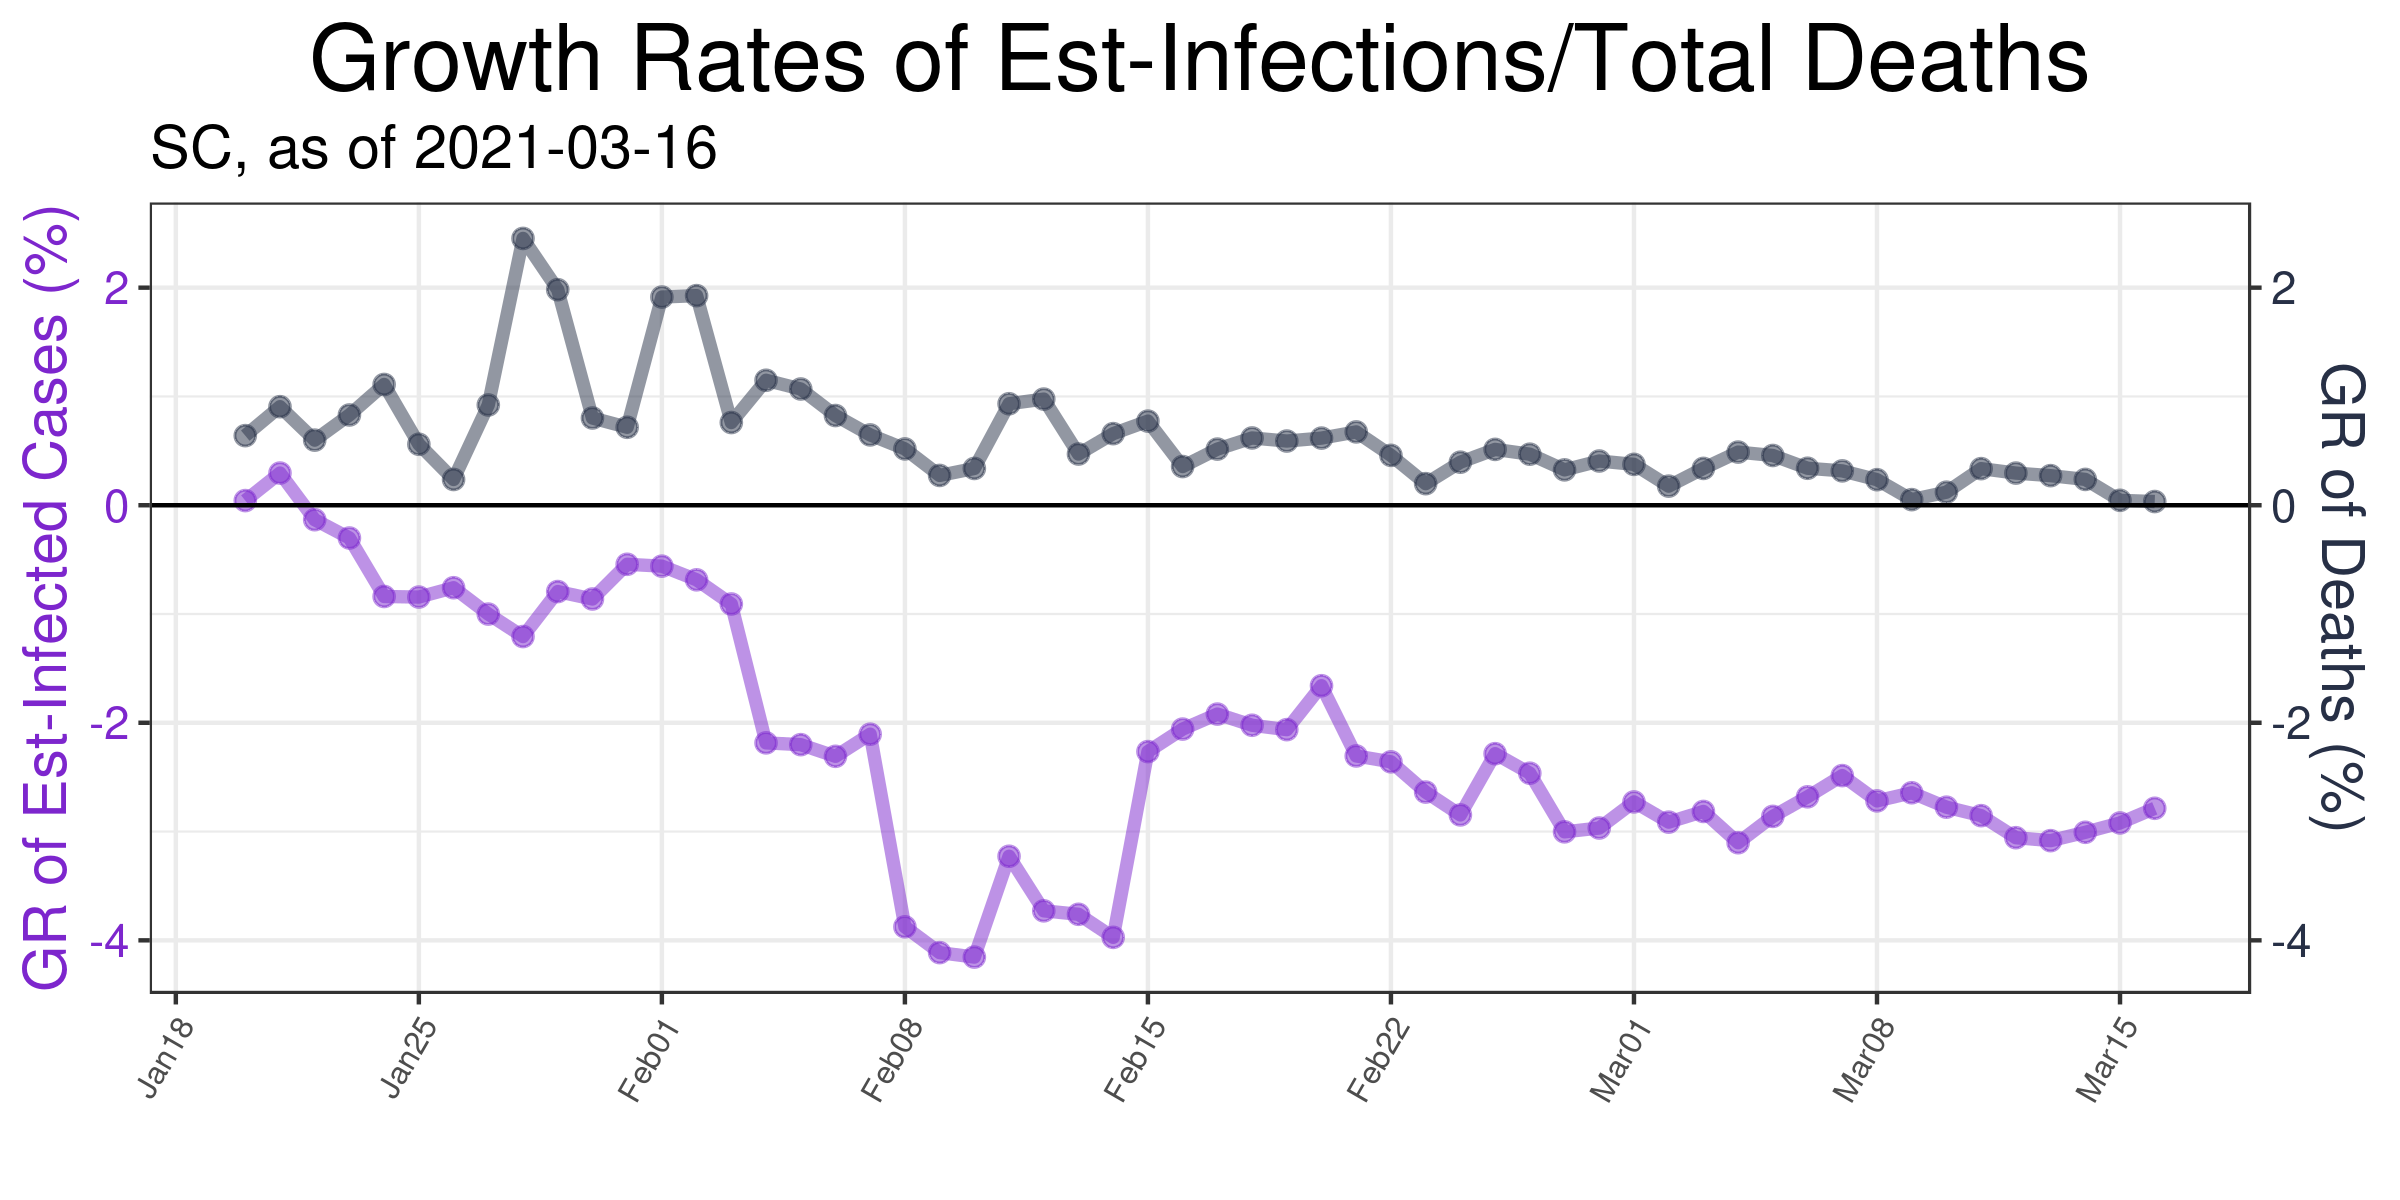 Growth Rates of Est-Infections/Total Deaths
SC, as of 2021-03-16
GR of Est-Infected Cases (%)
2
0
-2
-4
2
0
-2
-4
GR of Deaths (%)
Jan18
Jan25
Feb01
Feb08
Feb15
Feb22
Mar01
Mar08
Mar15